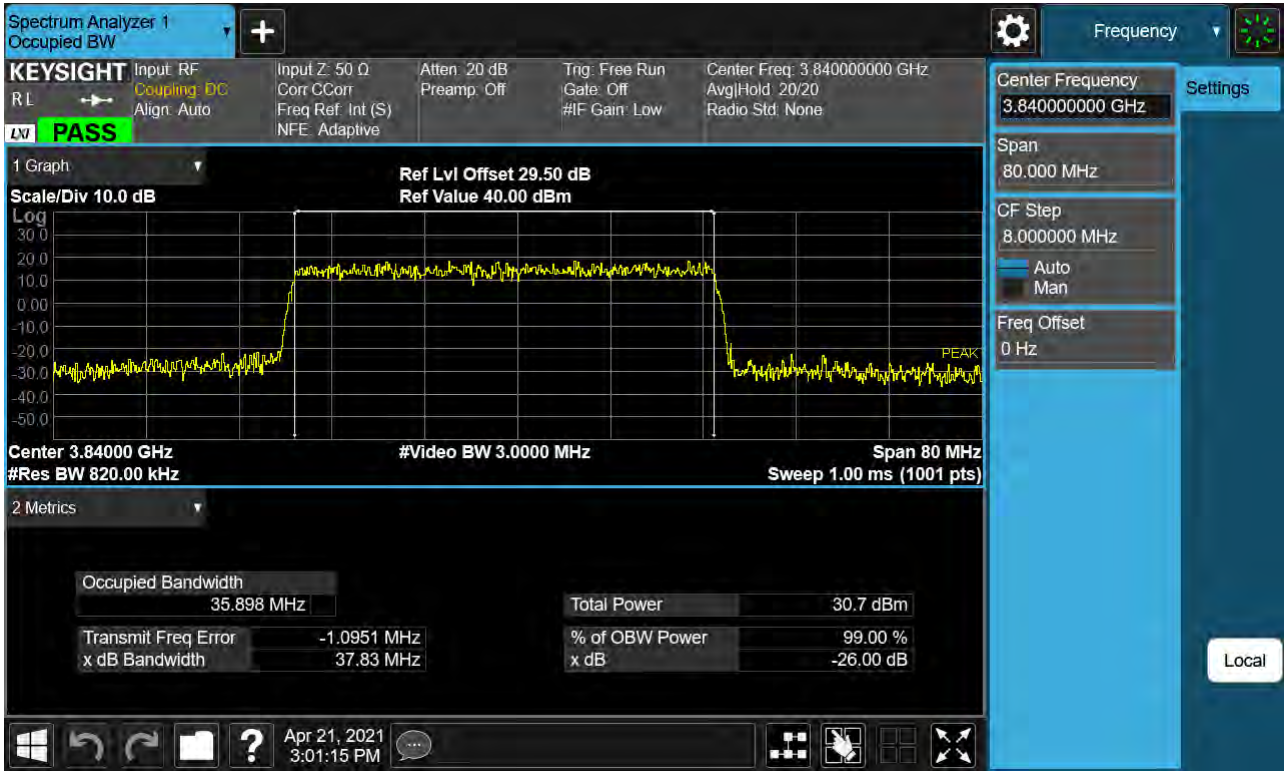 Spectrum Analyzer 1
Occupied BW
+
Frequency
KEYSIGHT
RL
LXI
PASS
Input: RF
Coupling: DC
Align: Auto
Input Z: 50 Ω
Corr CCorr
Freq Ref: Int (S)
NFE: Adaptive
Atten: 20 dB
Preamp: Off
Trig: Free Run
Gate: Off
#IF Gain: Low
Center Freq: 3.840000000 GHz
Avg|Hold: 20/20
Radio Std: None
1 Graph
Scale/Div 10.0 dB
Ref Lvl Offset 29.50 dB
Ref Value 40.00 dBm
Log
30.0
20.0
10.0
0.00
-10.0
-20.0
-30.0
-40.0
-50.0
PEAK
Center 3.84000 GHz
#Video BW 3.0000 MHz
Span 80 MHz
#Res BW 820.00 kHz
Sweep 1.00 ms (1001 pts)
2 Metrics
Occupied Bandwidth
35.898 MHz
Total Power 30.7 dBm
Transmit Freq Error -1.0951 MHz
% of OBW Power 99.00 %
x dB Bandwidth 37.83 MHz
x dB -26.00 dB
Center Frequency
3.840000000 GHz
Span
80.000 MHz
CF Step
8.000000 MHz
Auto
Man
Freq Offset
0 Hz
Settings
Local
?
Apr 21, 2021
3:01:15 PM